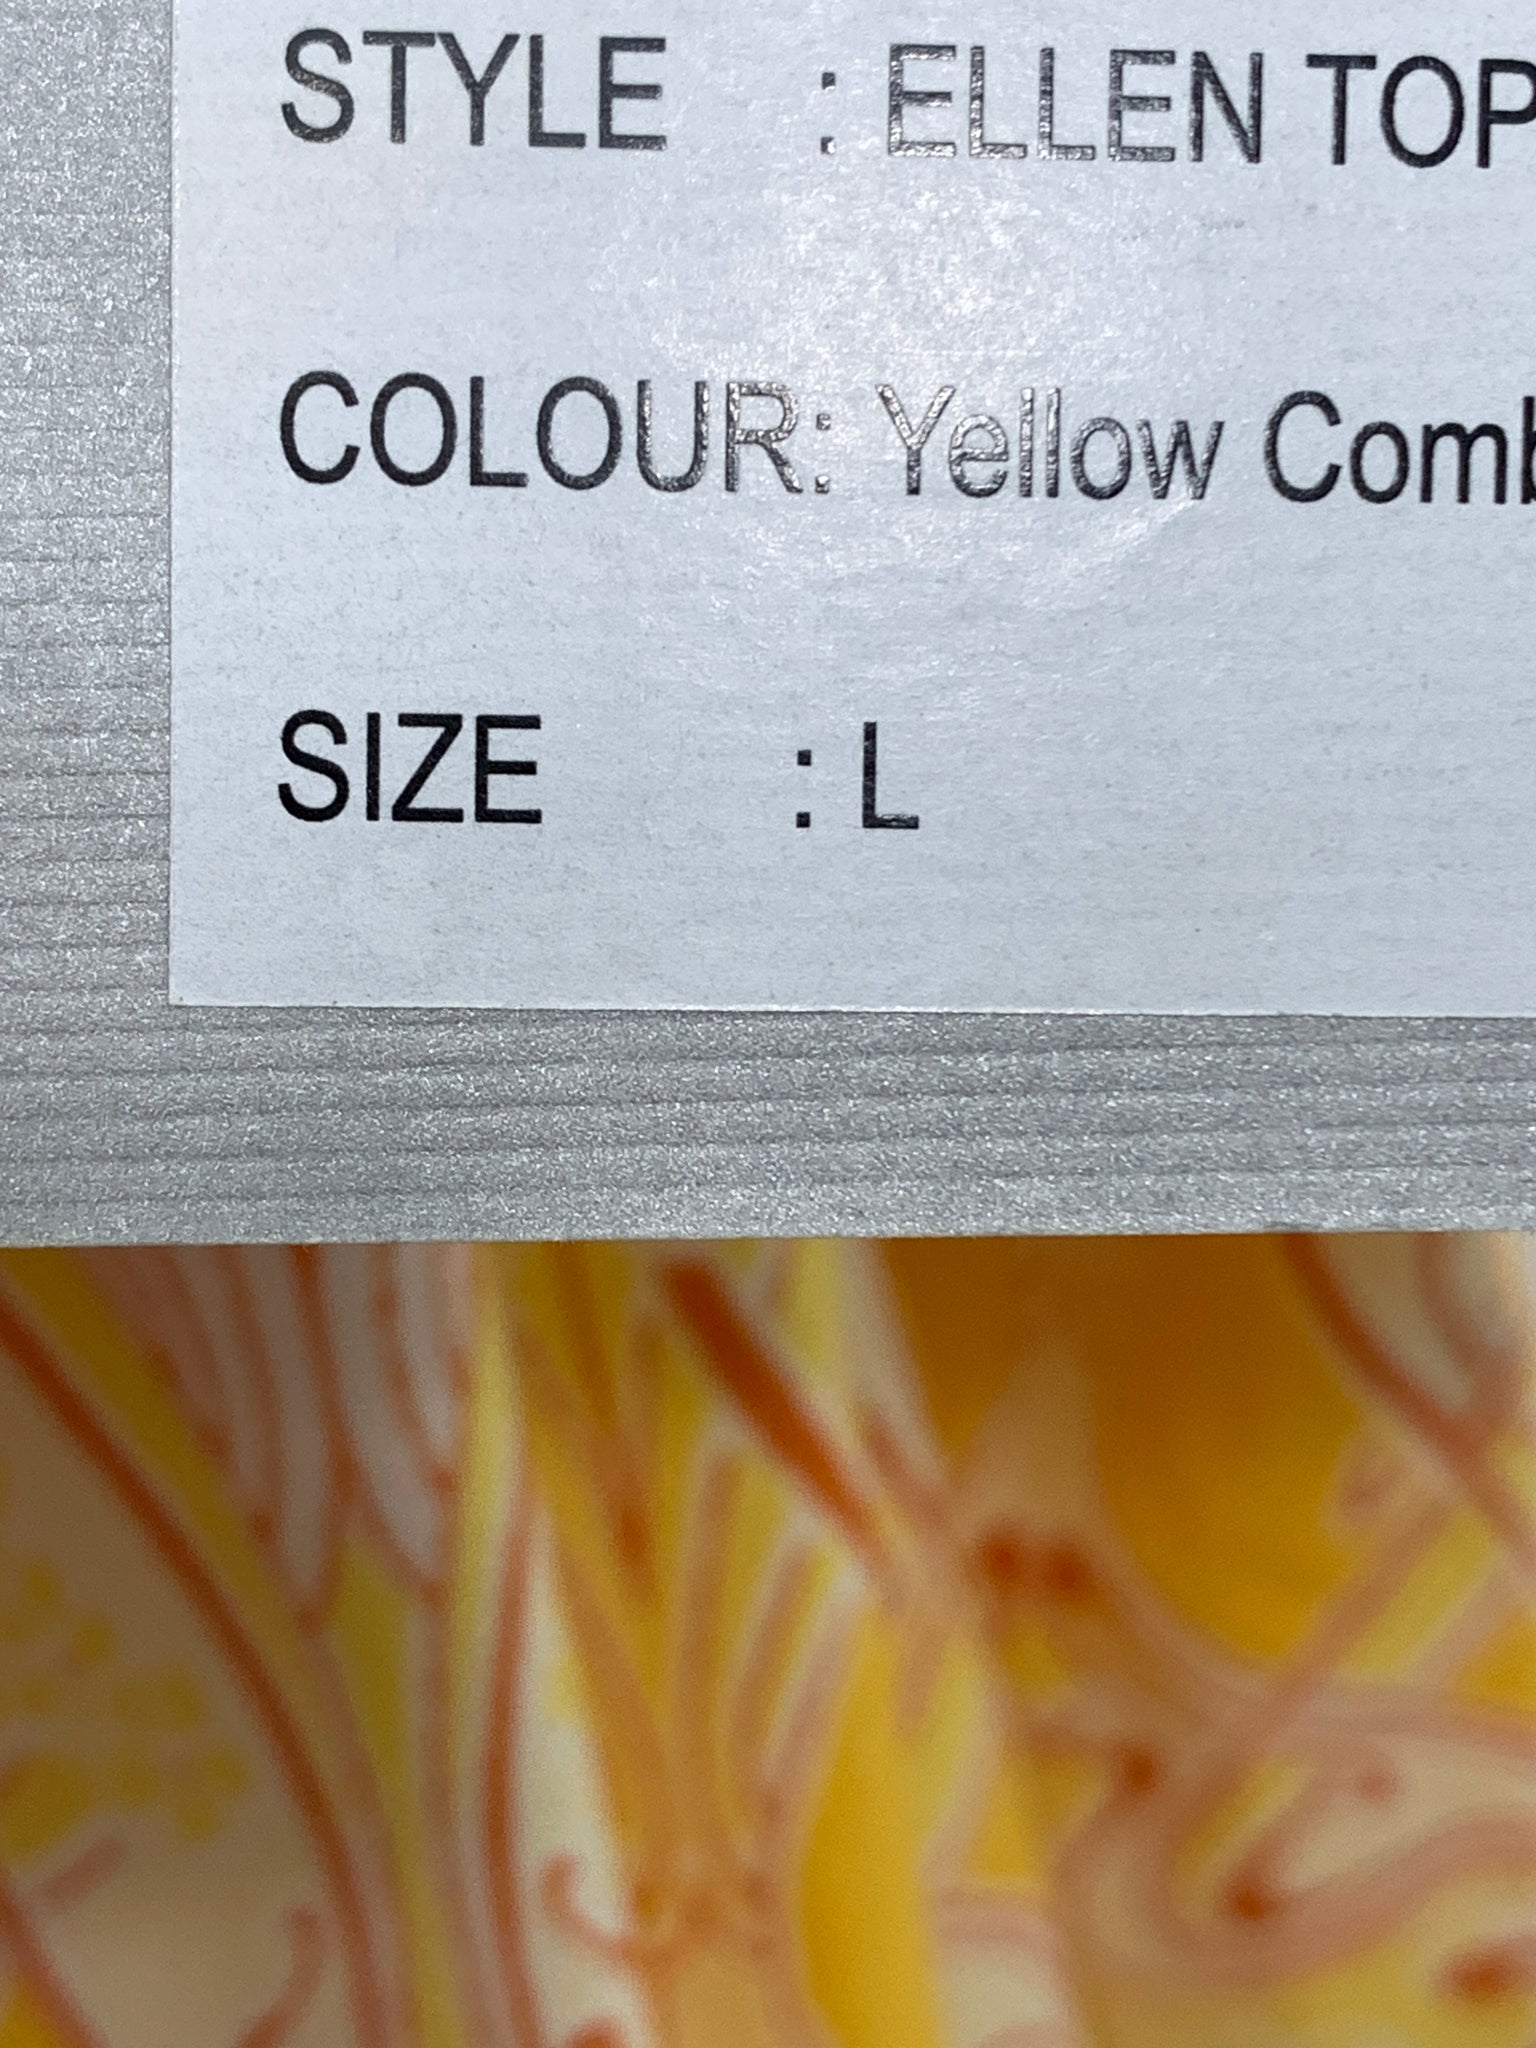 STYLE : ELLEN TOP
COLOUR: Yellow Comb
SIZE : L